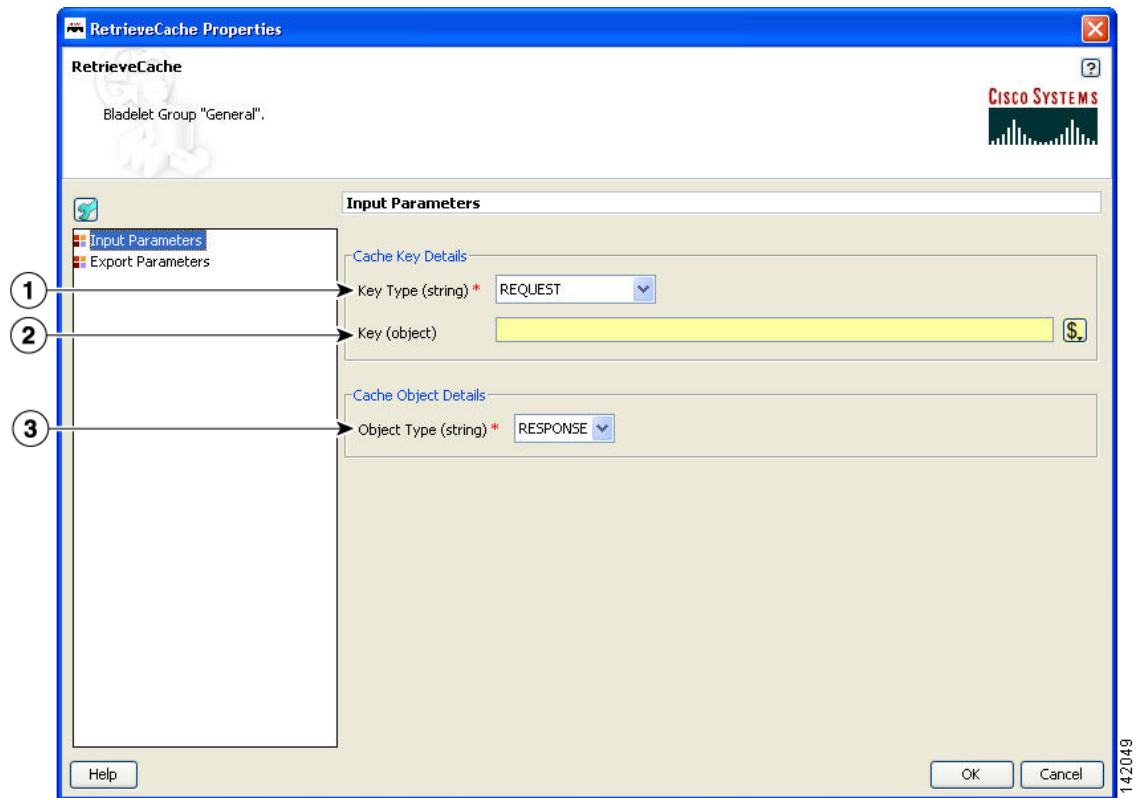 RetrieveCache Properties
RetrieveCache
?
Bladelet Group "General".
CISCO SYSTEMS
Input Parameters
Input Parameters
Export Parameters
Cache Key Details
1
Key Type (string) *
REQUEST
2
Key (object)
$
Cache Object Details
3
Object Type (string) *
RESPONSE
Help
OK
Cancel
142049